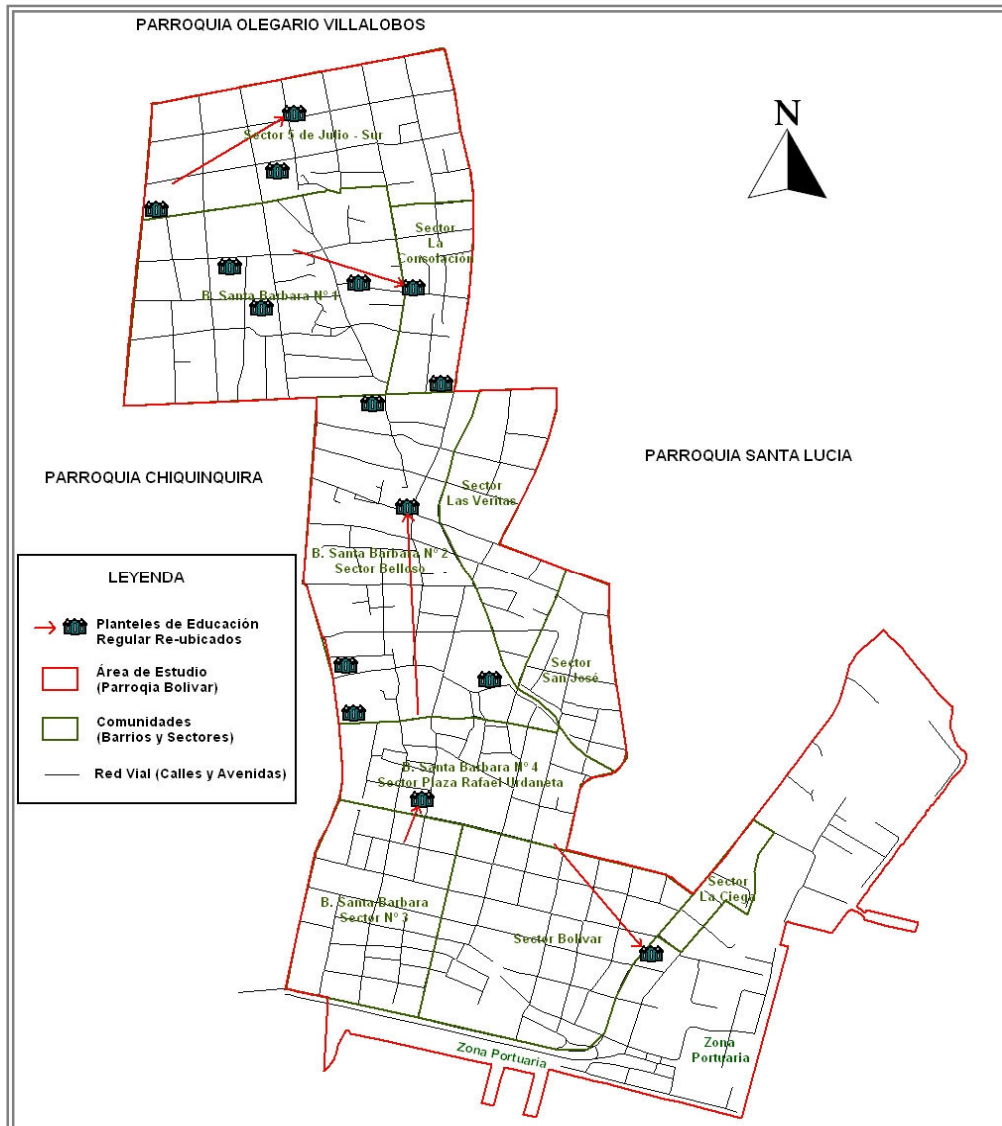 PARROQUIA OLEGARIO VILLALOBOS
N
Sector 5 de Julio - Sur
Sector
La
Consolación
B. Santa Barbara N° 1
PARROQUIA CHIQUINQUIRA
PARROQUIA SANTA LUCIA
Sector
Las Veritas
B. Santa Barbara N° 2
Sector Belloso
LEYENDA
Planteles de Educación
Regular Re-ubicados
Área de Estudio
(Parroqia Bolivar)
Comunidades
(Barrios y Sectores)
Red Vial (Calles y Avenidas)
Sector
San José
B. Santa Barbara N° 4
Sector Plaza Rafael Urdaneta
Sector
La Ciega
B. Santa Barbara
Sector N° 3
Sector Bolivar
Zona
Portuaria
Zona Portuaria